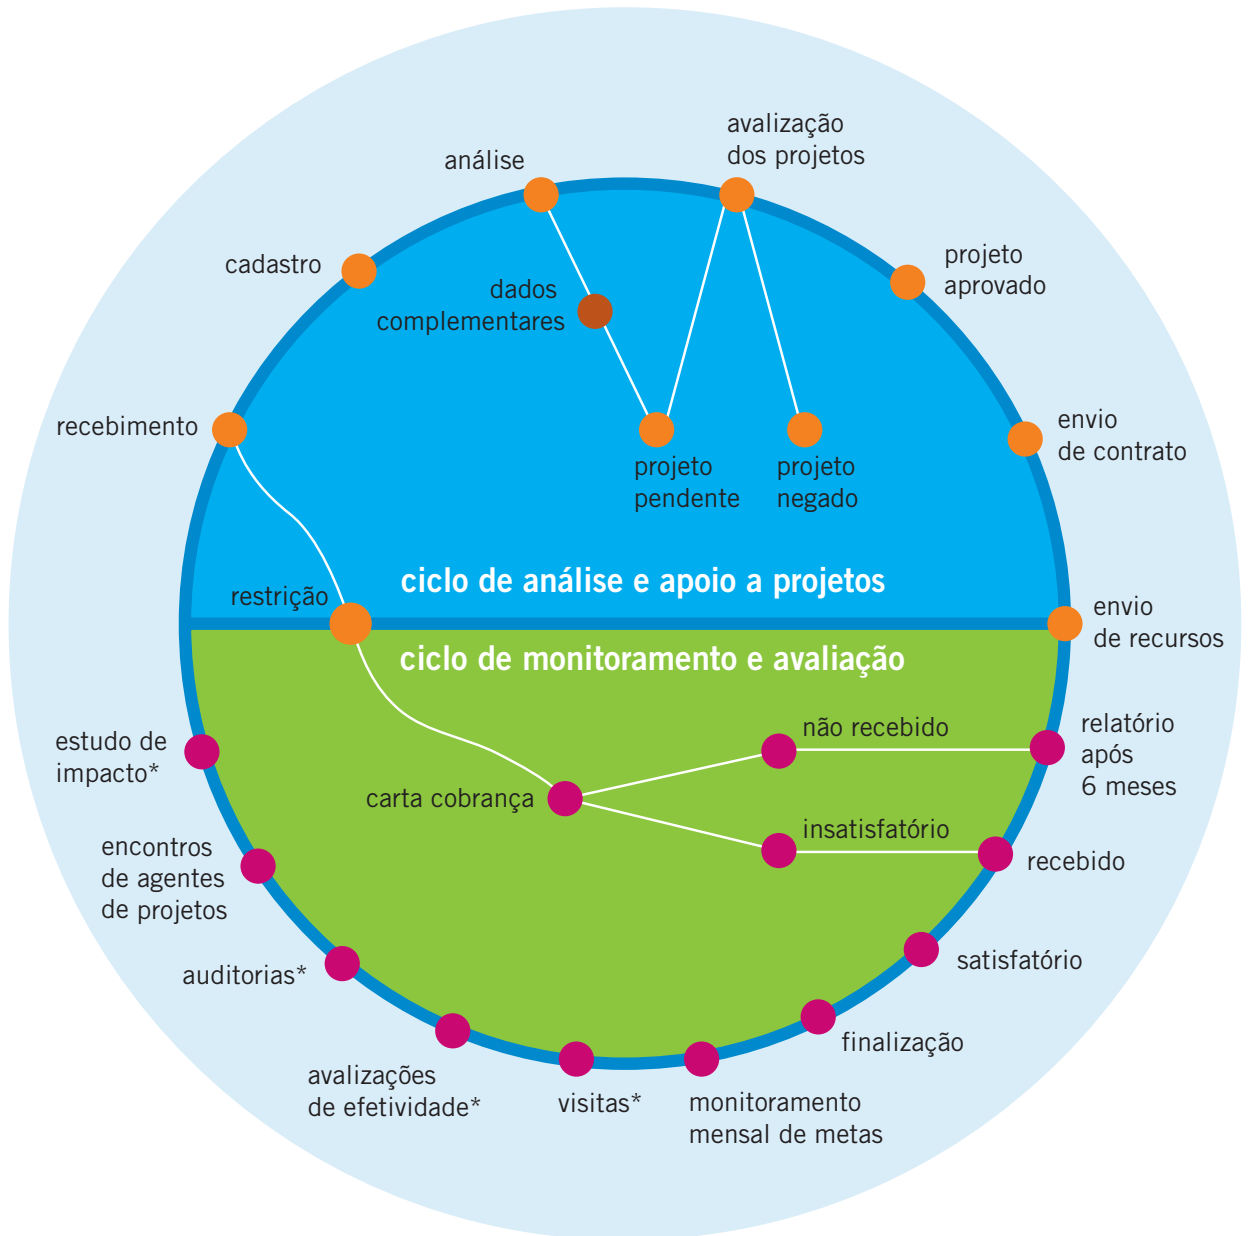 avalização
dos projetos
análise
projeto
aprovado
cadastro
dados
complementares
recebimento
envio
de contrato
projeto
pendente
projeto
negado
ciclo de análise e apoio a projetos
restrição
envio
de recursos
ciclo de monitoramento e avaliação
não recebido
relatório
após
6 meses
estudo de
impacto*
carta cobrança
insatisfatório
recebido
encontros
de agentes
de projetos
satisfatório
auditorias*
finalização
avalizações
de efetividade*
visitas*
monitoramento
mensal de metas